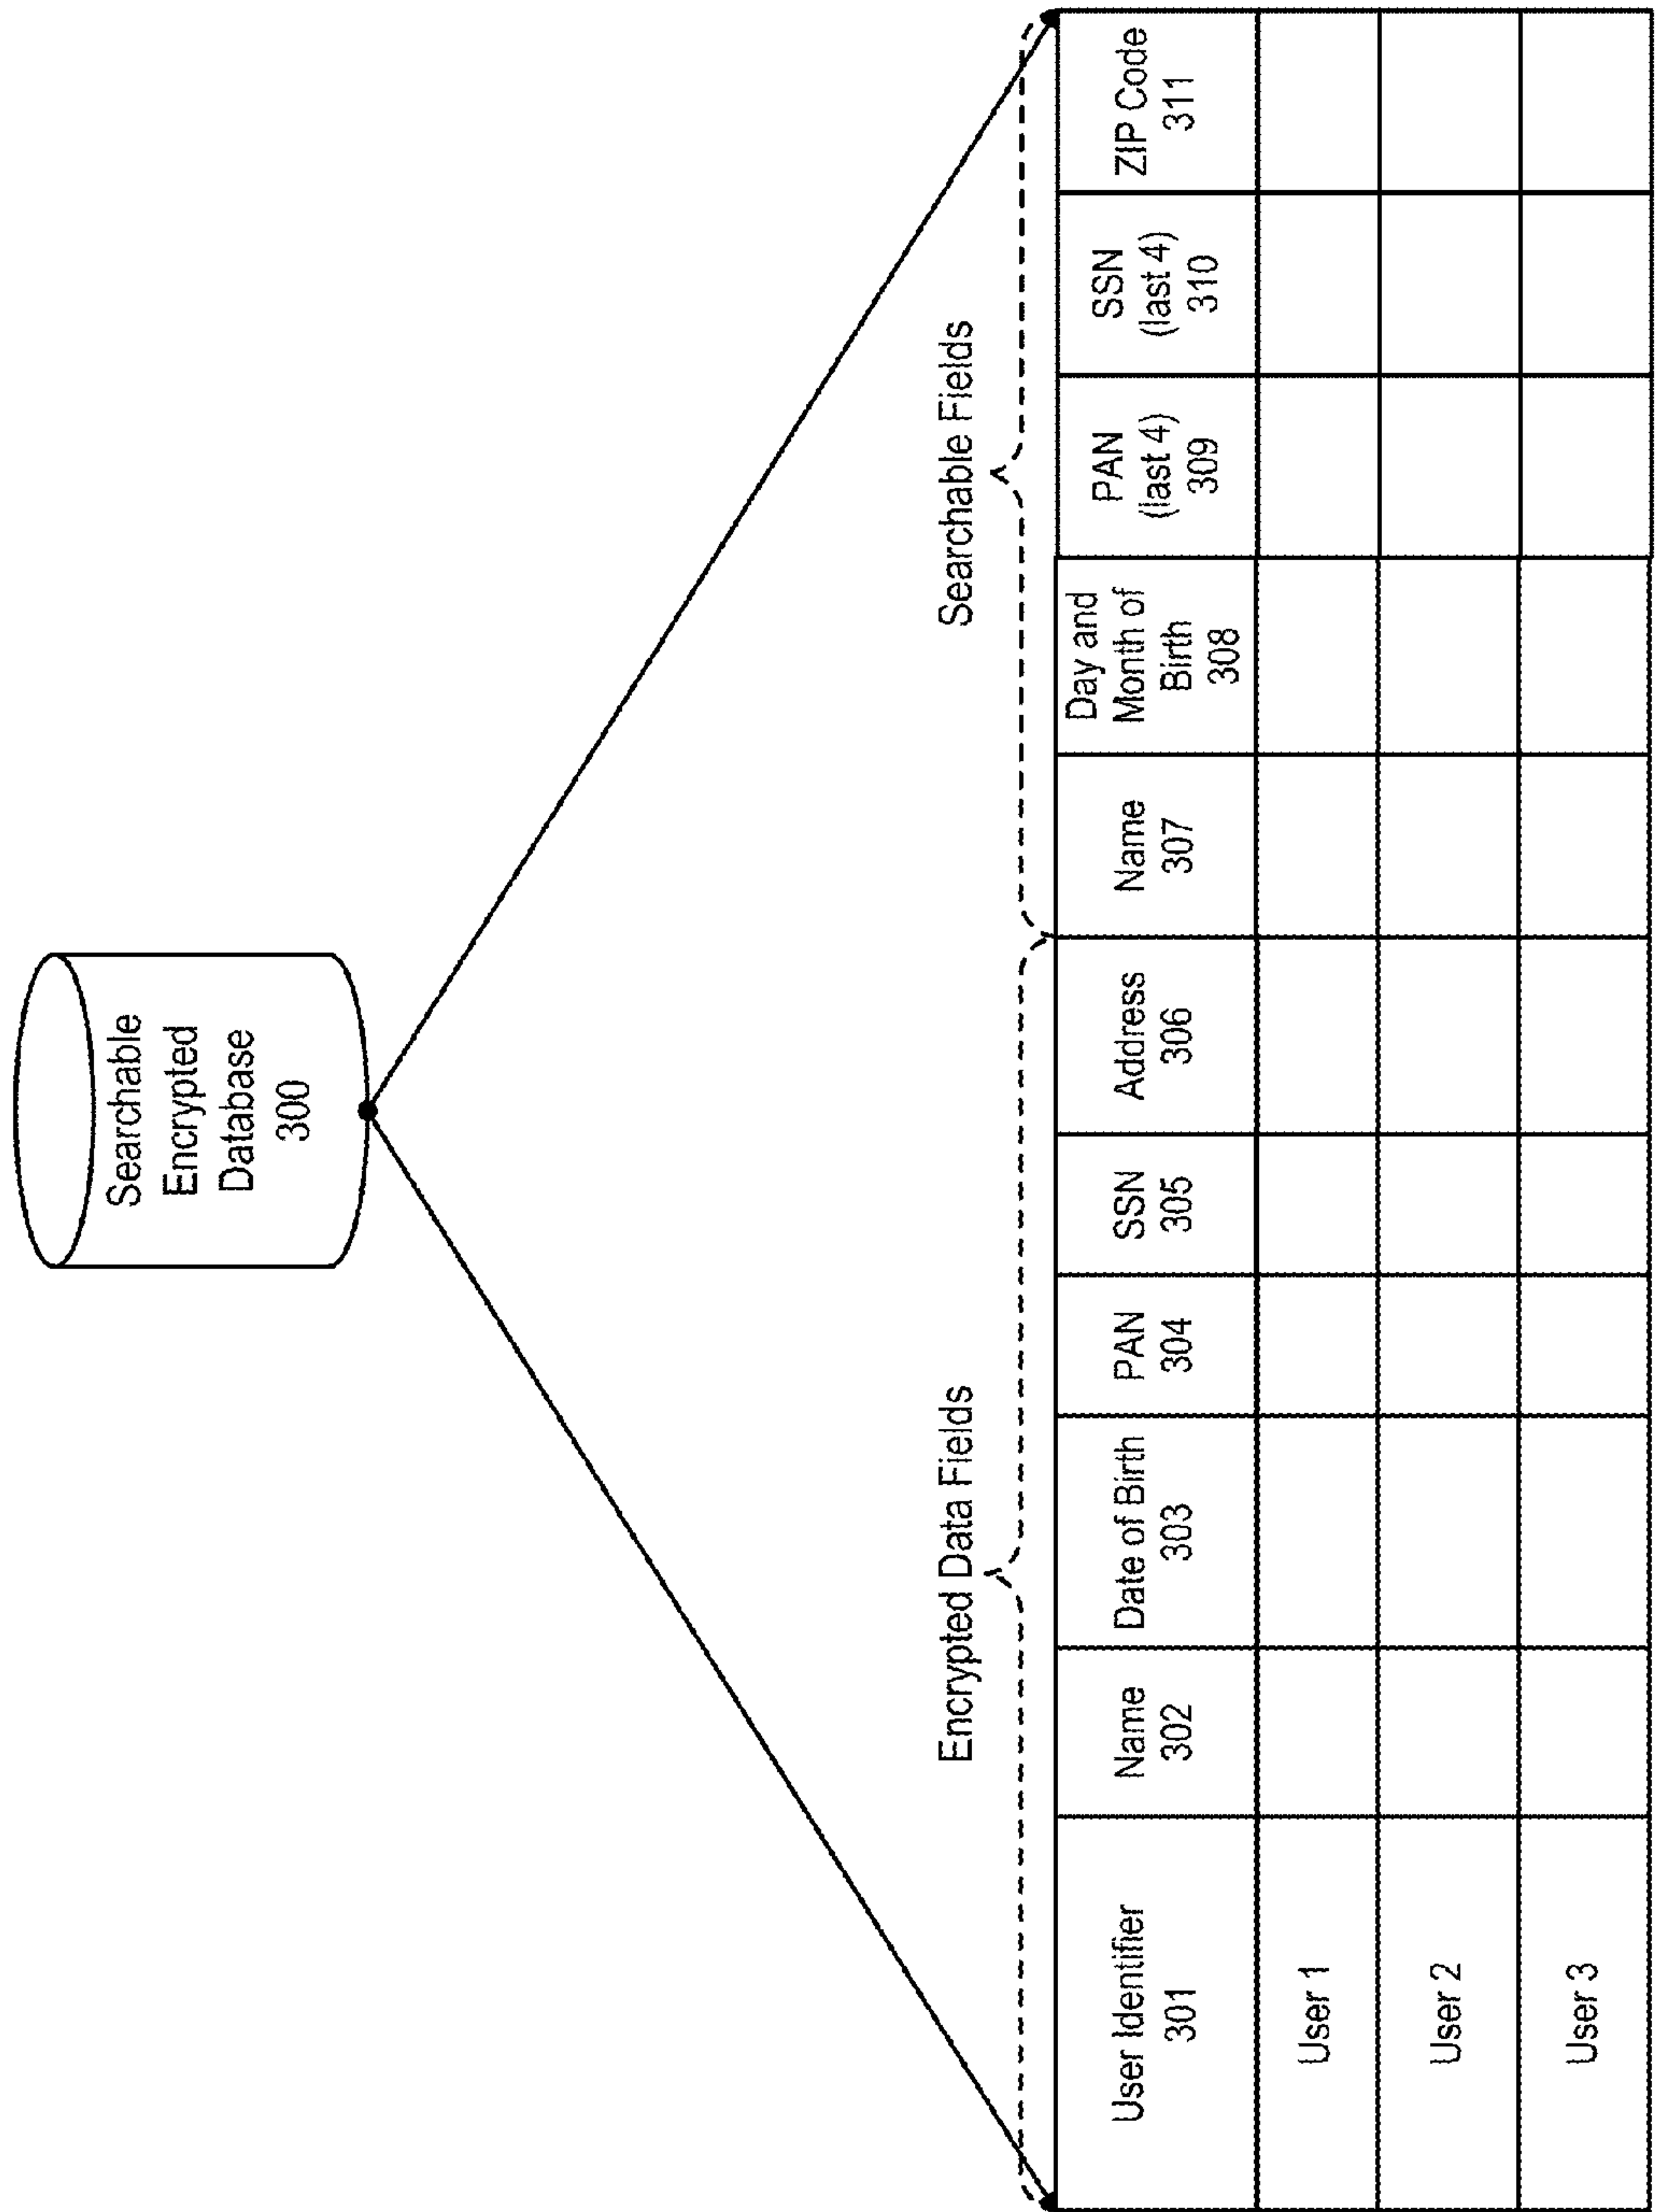 Searchable
Encrypted
Database
300
Encrypted Data Fields
Searchable Fields
User Identifier
301
Name
302
Date of Birth
303
PAN
304
SSN
305
Address
306
Name
307
Day and
Month of
Birth
308
PAN
(last 4)
309
SSN
(last 4)
310
ZIP Code
311
User 1
User 2
User 3